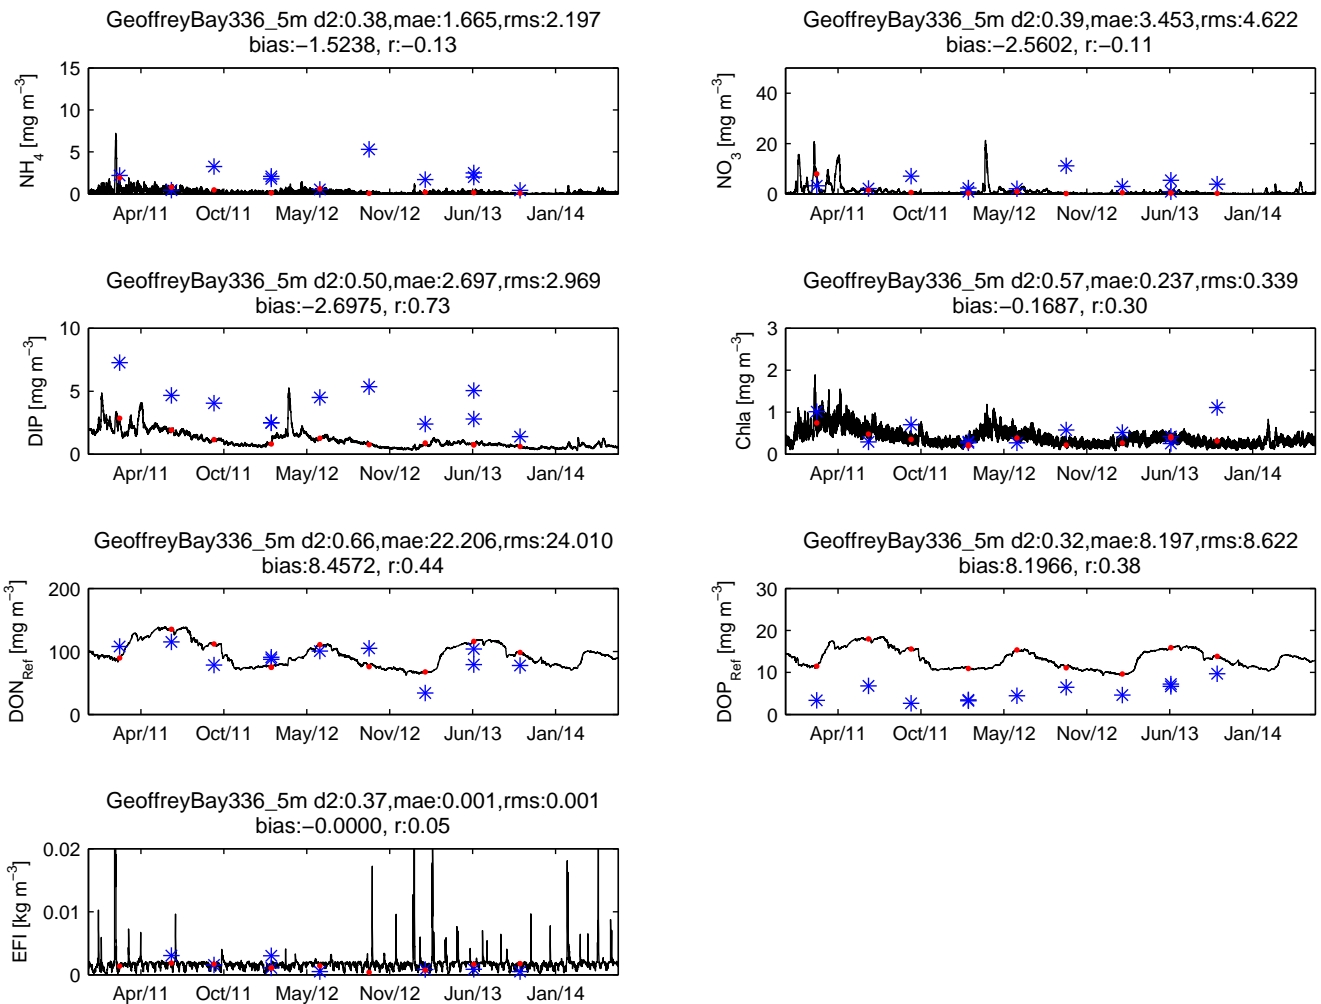 GeoffreyBay336_5m d2:0.38,mae:1.665,rms:2.197
bias:−1.5238, r:−0.13
NH4 [mg m−3]
15
10
5
0
Apr/11 Oct/11 May/12 Nov/12 Jun/13 Jan/14
GeoffreyBay336_5m d2:0.39,mae:3.453,rms:4.622
bias:−2.5602, r:−0.11
NO3 [mg m−3]
40
20
0
Apr/11 Oct/11 May/12 Nov/12 Jun/13 Jan/14
GeoffreyBay336_5m d2:0.50,mae:2.697,rms:2.969
bias:−2.6975, r:0.73
DIP [mg m−3]
10
5
0
Apr/11 Oct/11 May/12 Nov/12 Jun/13 Jan/14
GeoffreyBay336_5m d2:0.57,mae:0.237,rms:0.339
bias:−0.1687, r:0.30
Chla [mg m−3]
3
2
1
0
Apr/11 Oct/11 May/12 Nov/12 Jun/13 Jan/14
GeoffreyBay336_5m d2:0.66,mae:22.206,rms:24.010
bias:8.4572, r:0.44
DONRef [mg m−3]
200
100
0
Apr/11 Oct/11 May/12 Nov/12 Jun/13 Jan/14
GeoffreyBay336_5m d2:0.32,mae:8.197,rms:8.622
bias:8.1966, r:0.38
DOPRef [mg m−3]
30
20
10
0
Apr/11 Oct/11 May/12 Nov/12 Jun/13 Jan/14
GeoffreyBay336_5m d2:0.37,mae:0.001,rms:0.001
bias:−0.0000, r:0.05
EFI [kg m−3]
0.02
0.01
0
Apr/11 Oct/11 May/12 Nov/12 Jun/13 Jan/14